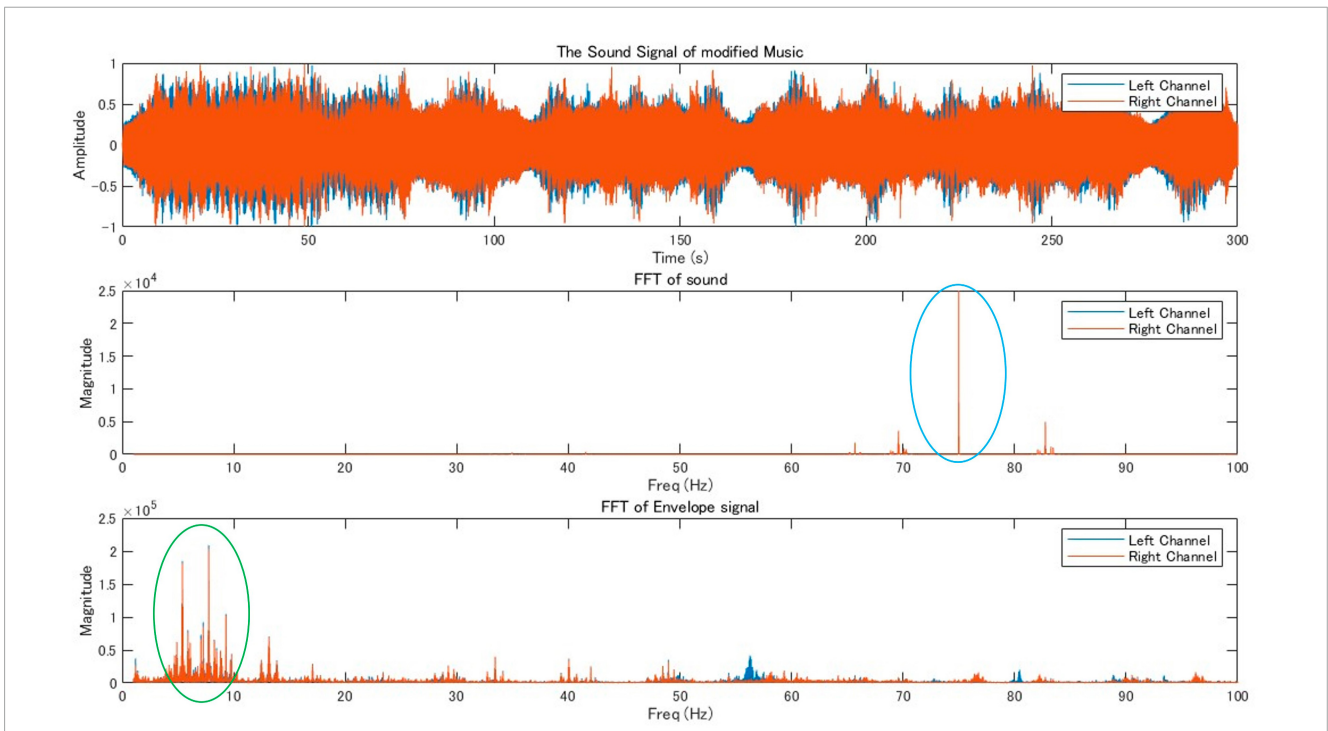 The Sound Signal of modified Music
1
0.5
0
-0.5
-1
Amplitude
Left Channel
Right Channel
0 50 100 150 200 250 300
Time (s)
FFT of sound
×10^4
2.5
2
1.5
1
0.5
0
Magnitude
Left Channel
Right Channel
0 10 20 30 40 50 60 70 80 90 100
Freq (Hz)
FFT of Envelope signal
×10^5
2.5
2
1.5
1
0.5
0
Magnitude
Left Channel
Right Channel
0 10 20 30 40 50 60 70 80 90 100
Freq (Hz)